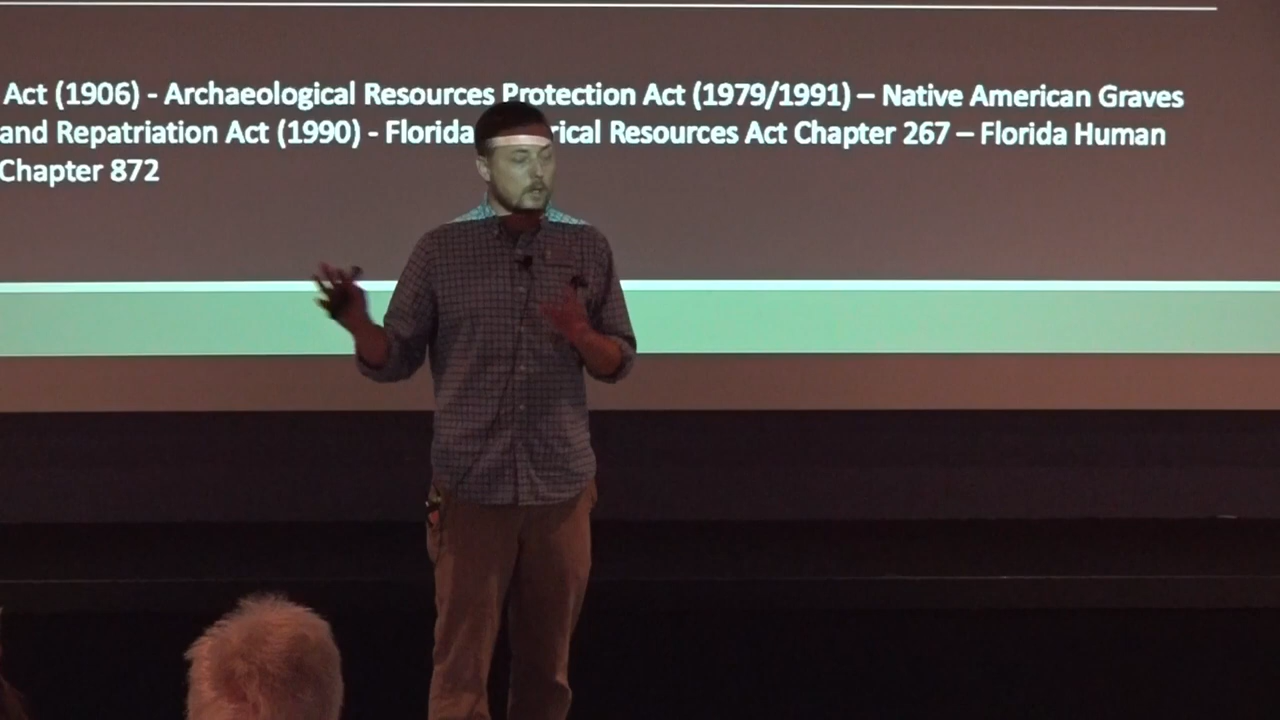 Act (1906) - Archaeological Resources Protection Act (1979/1991) – Native American Graves
and Repatriation Act (1990) - Florida rical Resources Act Chapter 267 – Florida Human
Chapter 872